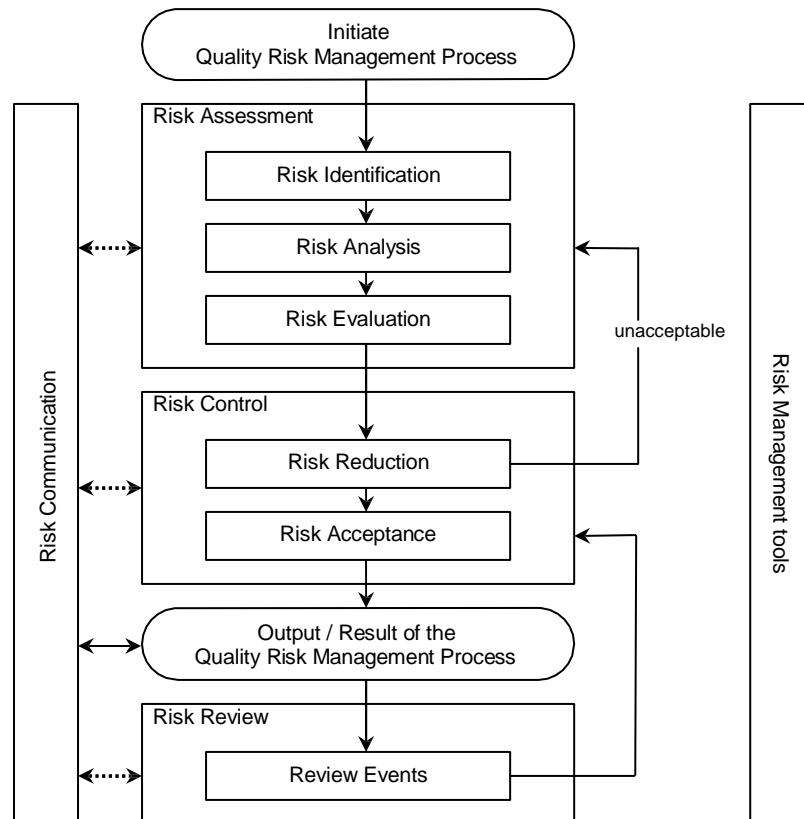 Initiate
Quality Risk Management Process
Risk Assessment
Risk Identification
Risk Analysis
Risk Evaluation
unacceptable
Risk Control
Risk Reduction
Risk Acceptance
Output / Result of the
Quality Risk Management Process
Risk Review
Review Events
Risk Communication
Risk Management tools